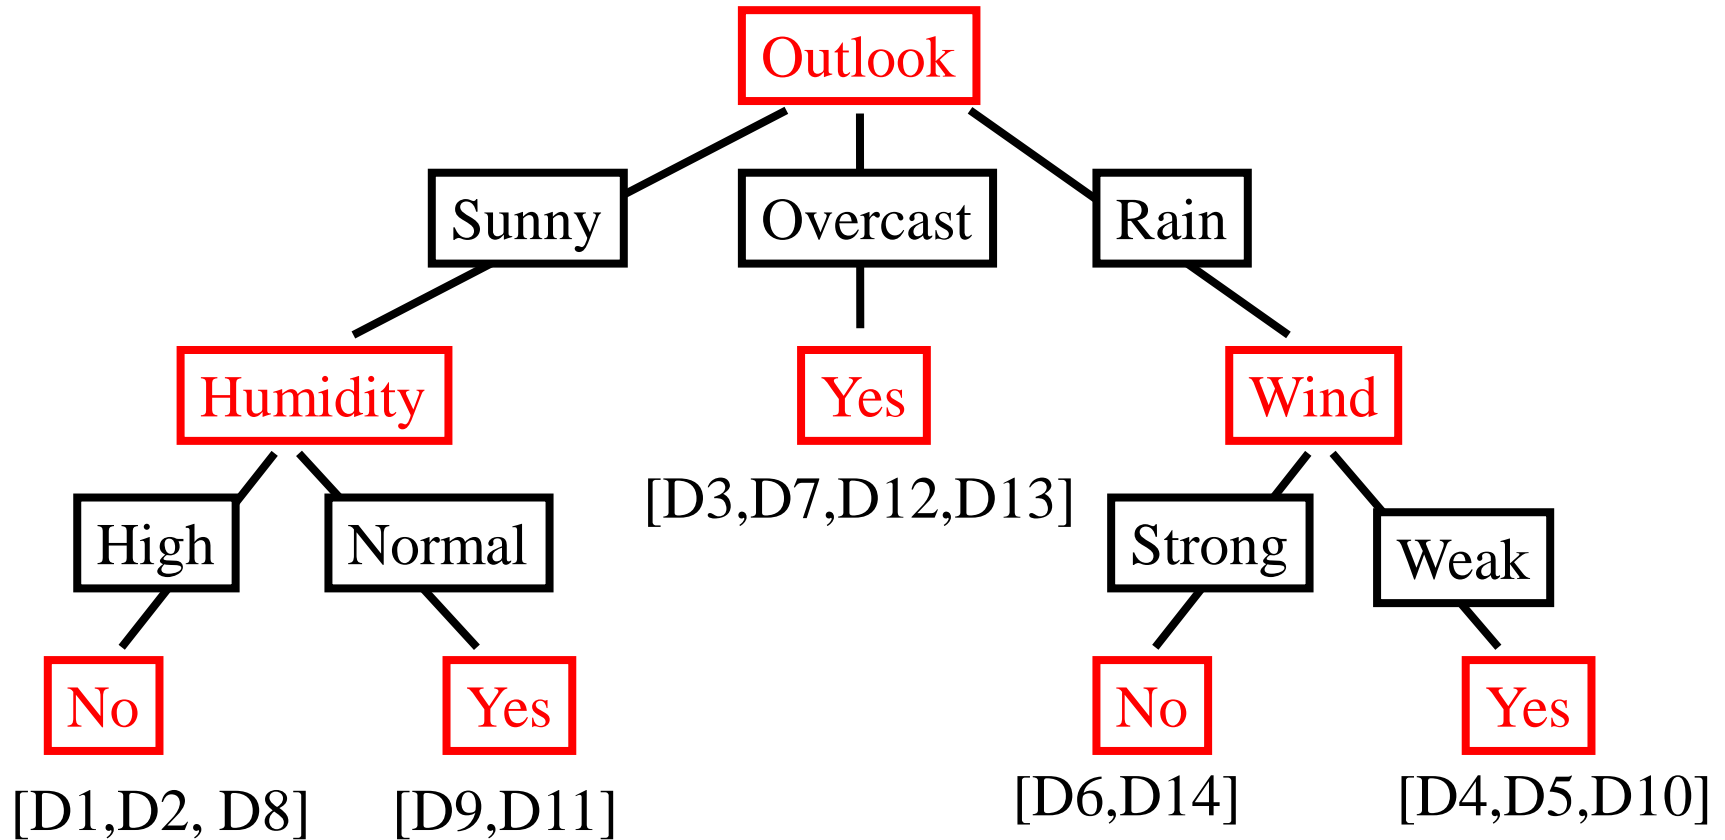 Outlook
Sunny Overcast Rain
Humidity Yes Wind
[D3,D7,D12,D13]
High Normal Strong Weak
No Yes No Yes
[D1,D2, D8] [D9,D11] [D6,D14] [D4,D5,D10]